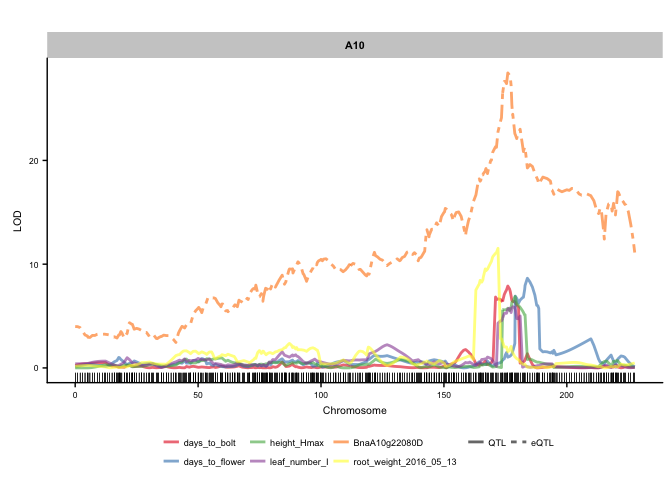 A10
20
10
0
LOD
0 50 100 150 200
Chromosome
days_to_bolt height_Hmax BnaA10g22080D QTL eQTL
days_to_flower leaf_number_I root_weight_2016_05_13